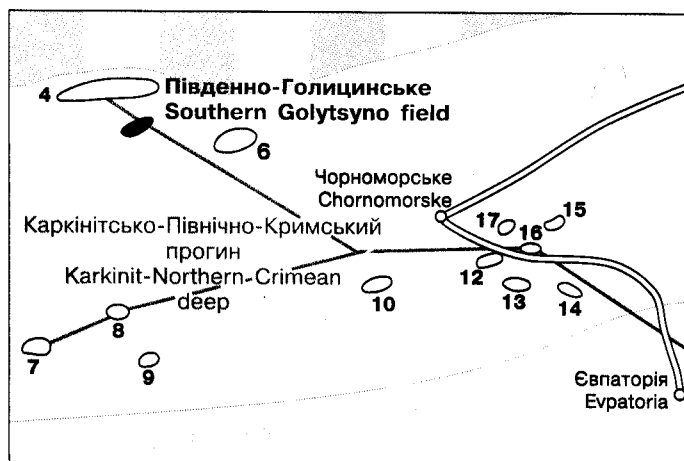 Південно-Голицинське
4
Southern Golytsyno field
6
Чорноморське
Chornomorske
15
17
16
Каркінітсько-Північно-Кримський
прогин
Karkinit-Northern-Crimean
deep
12
10
13
14
8
7
9
Євпаторія
Evpatoria